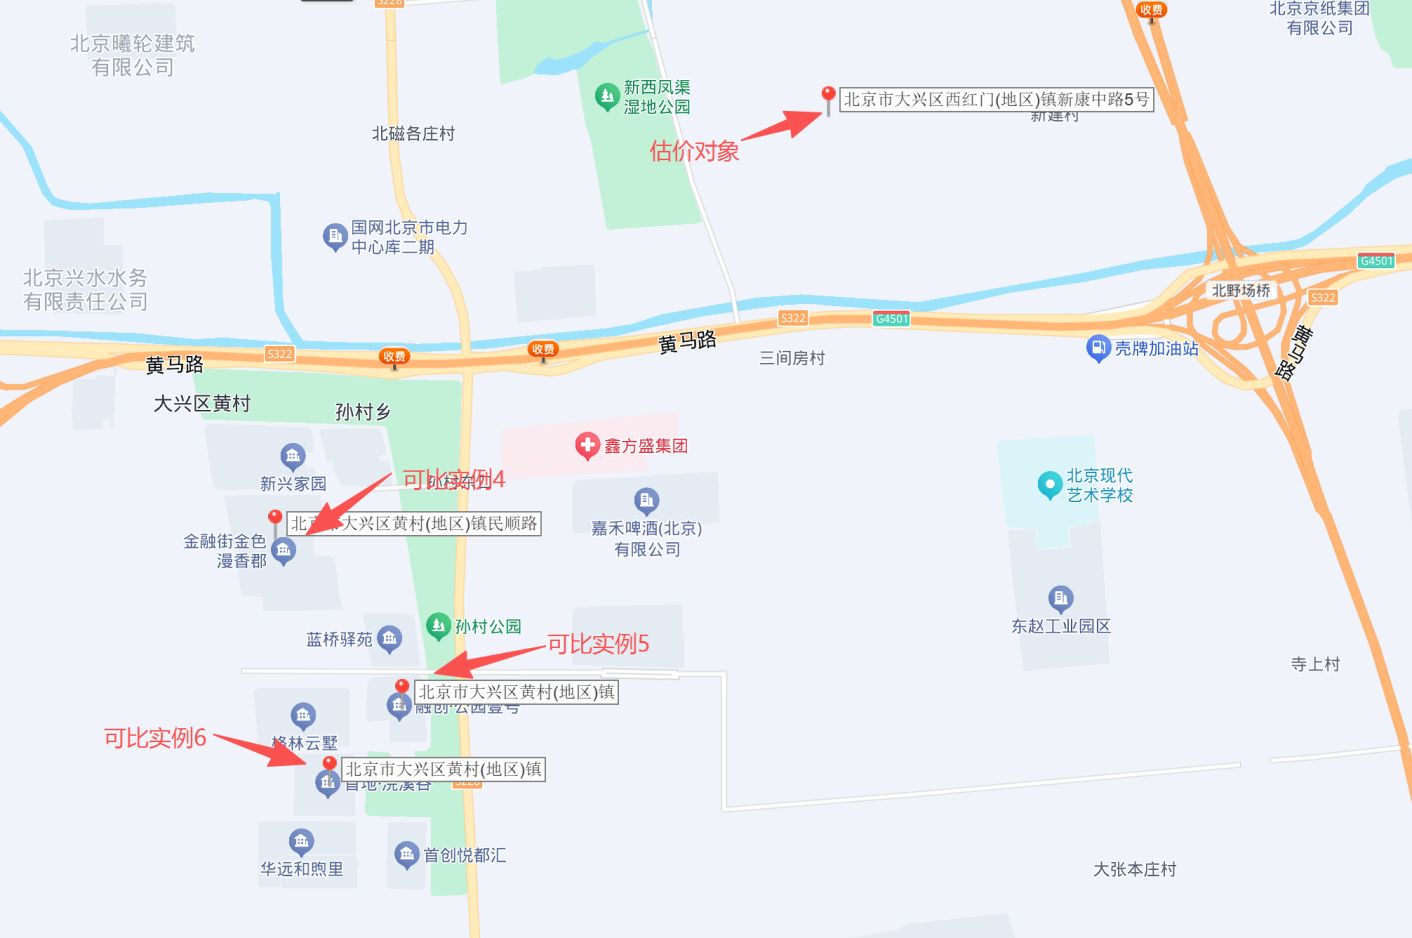 S228
收费
北京京纸集团
有限公司
北京曦轮建筑
有限公司
新西凤渠
湿地公园
北京市大兴区西红门(地区)镇新康中路5号
新建村
北磁各庄村
估价对象
国网北京市电力
中心库二期
北京兴水水务
有限责任公司
G4501
北野场桥
S322
S322
G4501
黄马路
黄马路
收费
壳牌加油站
S322
收费
黄马路
三间房村
大兴区黄村
孙村乡
鑫方盛集团
新兴家园
可比实例4
北京现代
艺术学校
北京市大兴区黄村(地区)镇民顺路
嘉禾啤酒(北京)
有限公司
金融街金色
漫香郡
东赵工业园区
孙村公园
蓝桥驿苑
可比实例5
寺上村
北京市大兴区黄村(地区)镇
融创·公园壹号
格林云墅
可比实例6
北京市大兴区黄村(地区)镇
首地·浣溪谷
S228
华远和煦里
首创悦都汇
大张本庄村